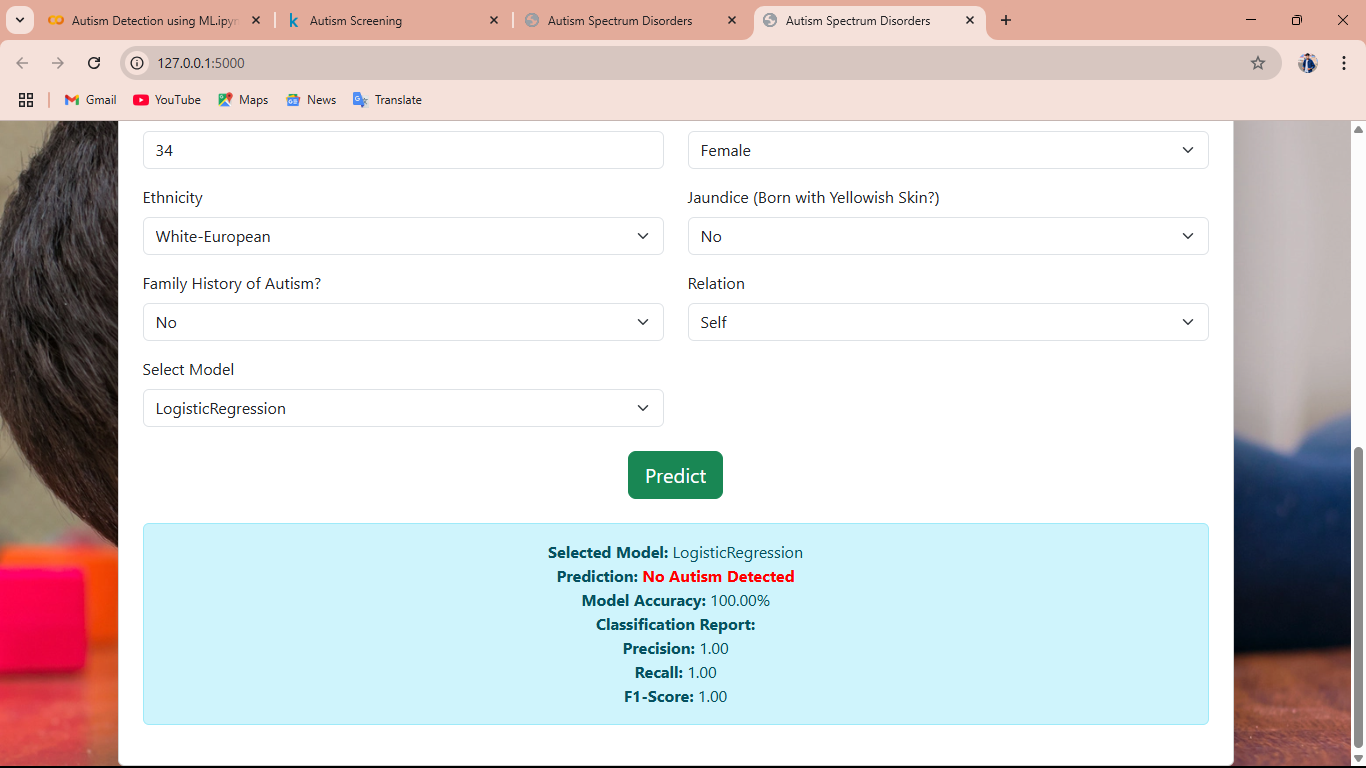 Autism Detection using ML.ipyn
Autism Screening
Autism Spectrum Disorders
Autism Spectrum Disorders
127.0.0.1:5000
Gmail
YouTube
Maps
News
Translate
34
Female
Ethnicity
Jaundice (Born with Yellowish Skin?)
White-European
No
Family History of Autism?
Relation
No
Self
Select Model
LogisticRegression
Predict
Selected Model: LogisticRegression
Prediction: No Autism Detected
Model Accuracy: 100.00%
Classification Report:
Precision: 1.00
Recall: 1.00
F1-Score: 1.00